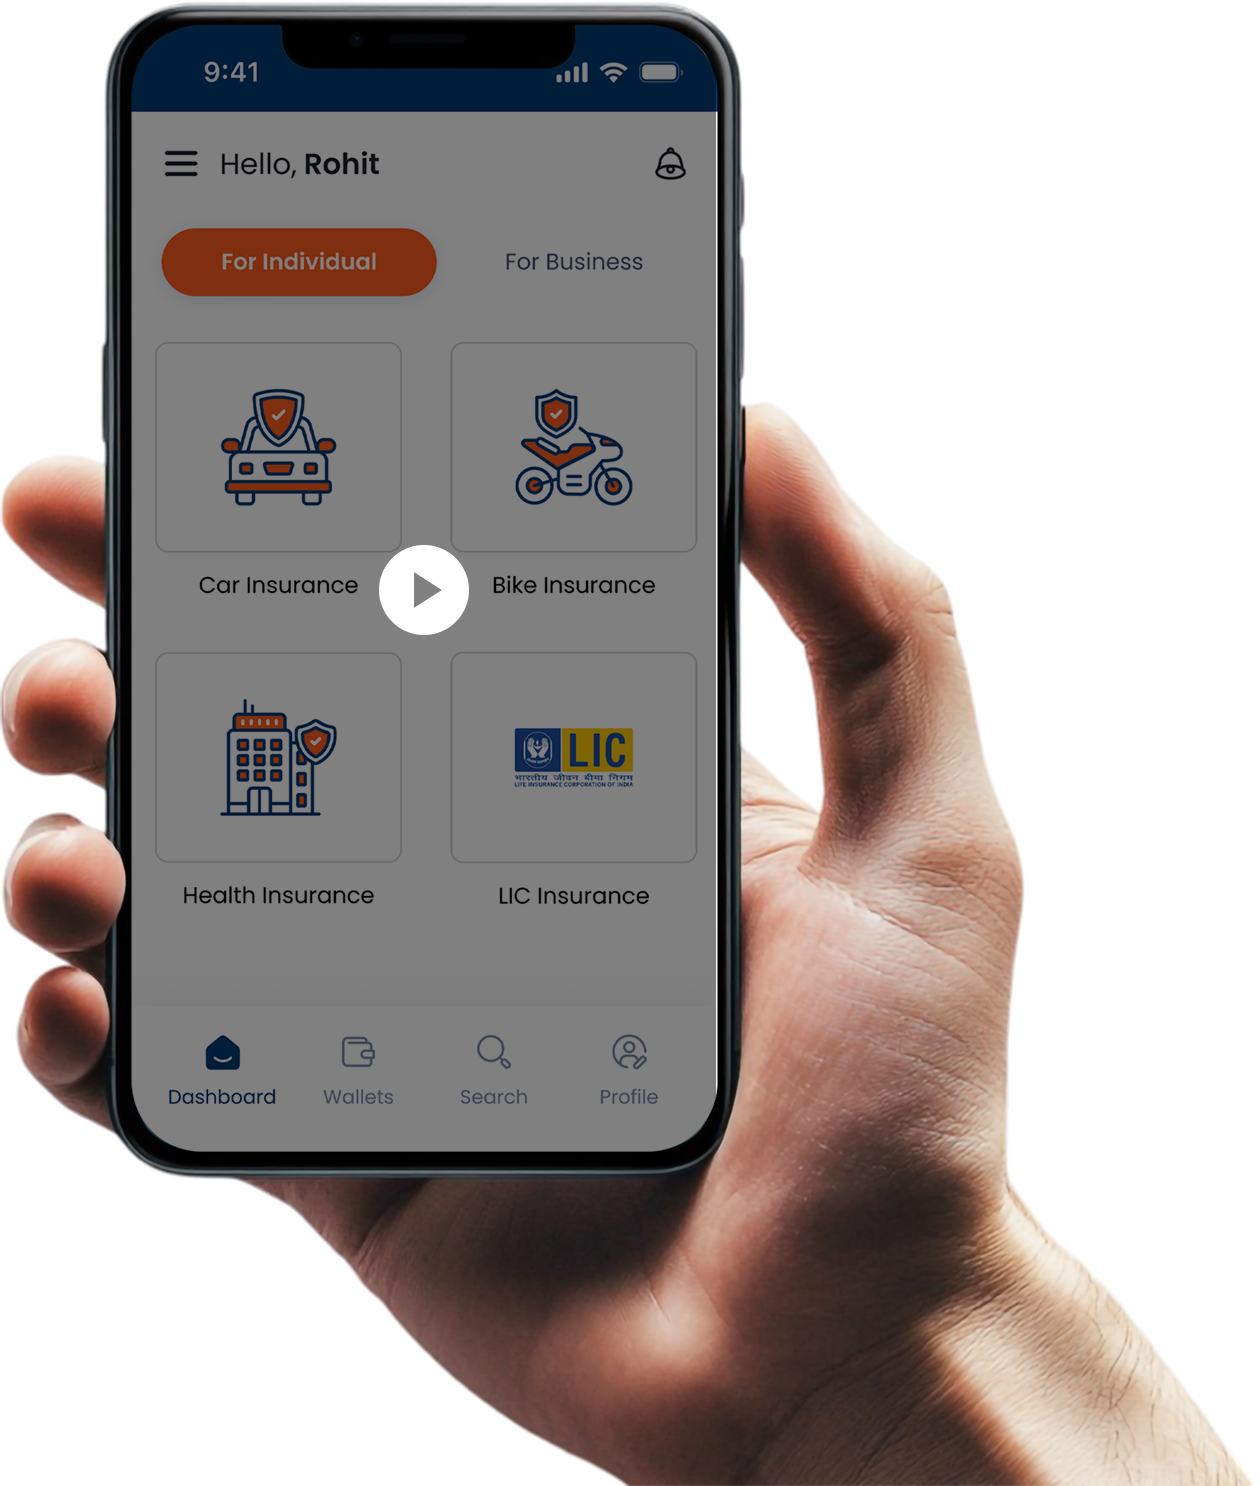 9:41
Hello, Rohit
For Individual
For Business
Car Insurance
Bike Insurance
LIC
भारतीय जीवन बीमा निगम
LIFE INSURANCE CORPORATION OF INDIA
Health Insurance
LIC Insurance
Dashboard
Wallets
Search
Profile